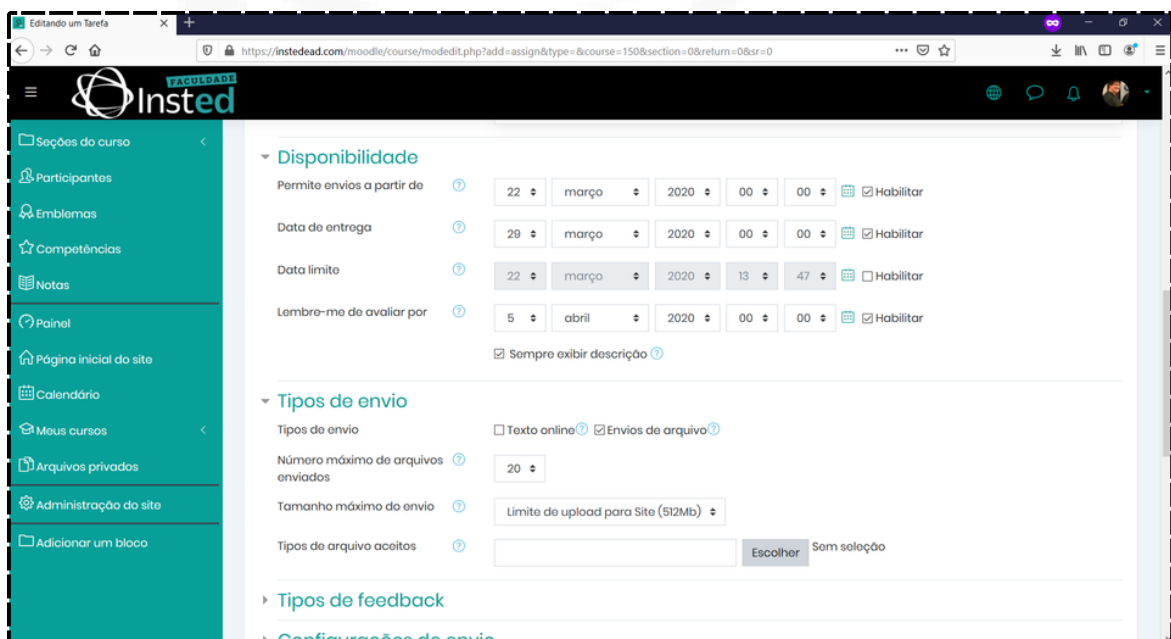 Editando um Tarefa
https://instedead.com/moodle/course/modedit.php?add=assign&type=&course=150&section=0&return=0&sr=0
FACULDADE
Insted
Seções do curso
Participantes
Emblemas
Competências
Notas
Painel
Página inicial do site
Calendário
Meus cursos
Arquivos privados
Administração do site
Adicionar um bloco
Disponibilidade
Permite envios a partir de 22 março 2020 00 00 Habilitar
Data de entrega 29 março 2020 00 00 Habilitar
Data limite 22 março 2020 13 47 Habilitar
Lembre-me de avaliar por 5 abril 2020 00 00 Habilitar
Sempre exibir descrição
Tipos de envio
Tipos de envio Texto online Envios de arquivo
Número máximo de arquivos
enviados
20
Tamanho máximo do envio Limite de upload para Site (512Mb)
Tipos de arquivo aceitos Escolher Sem seleção
Tipos de feedback
Configurações de envio